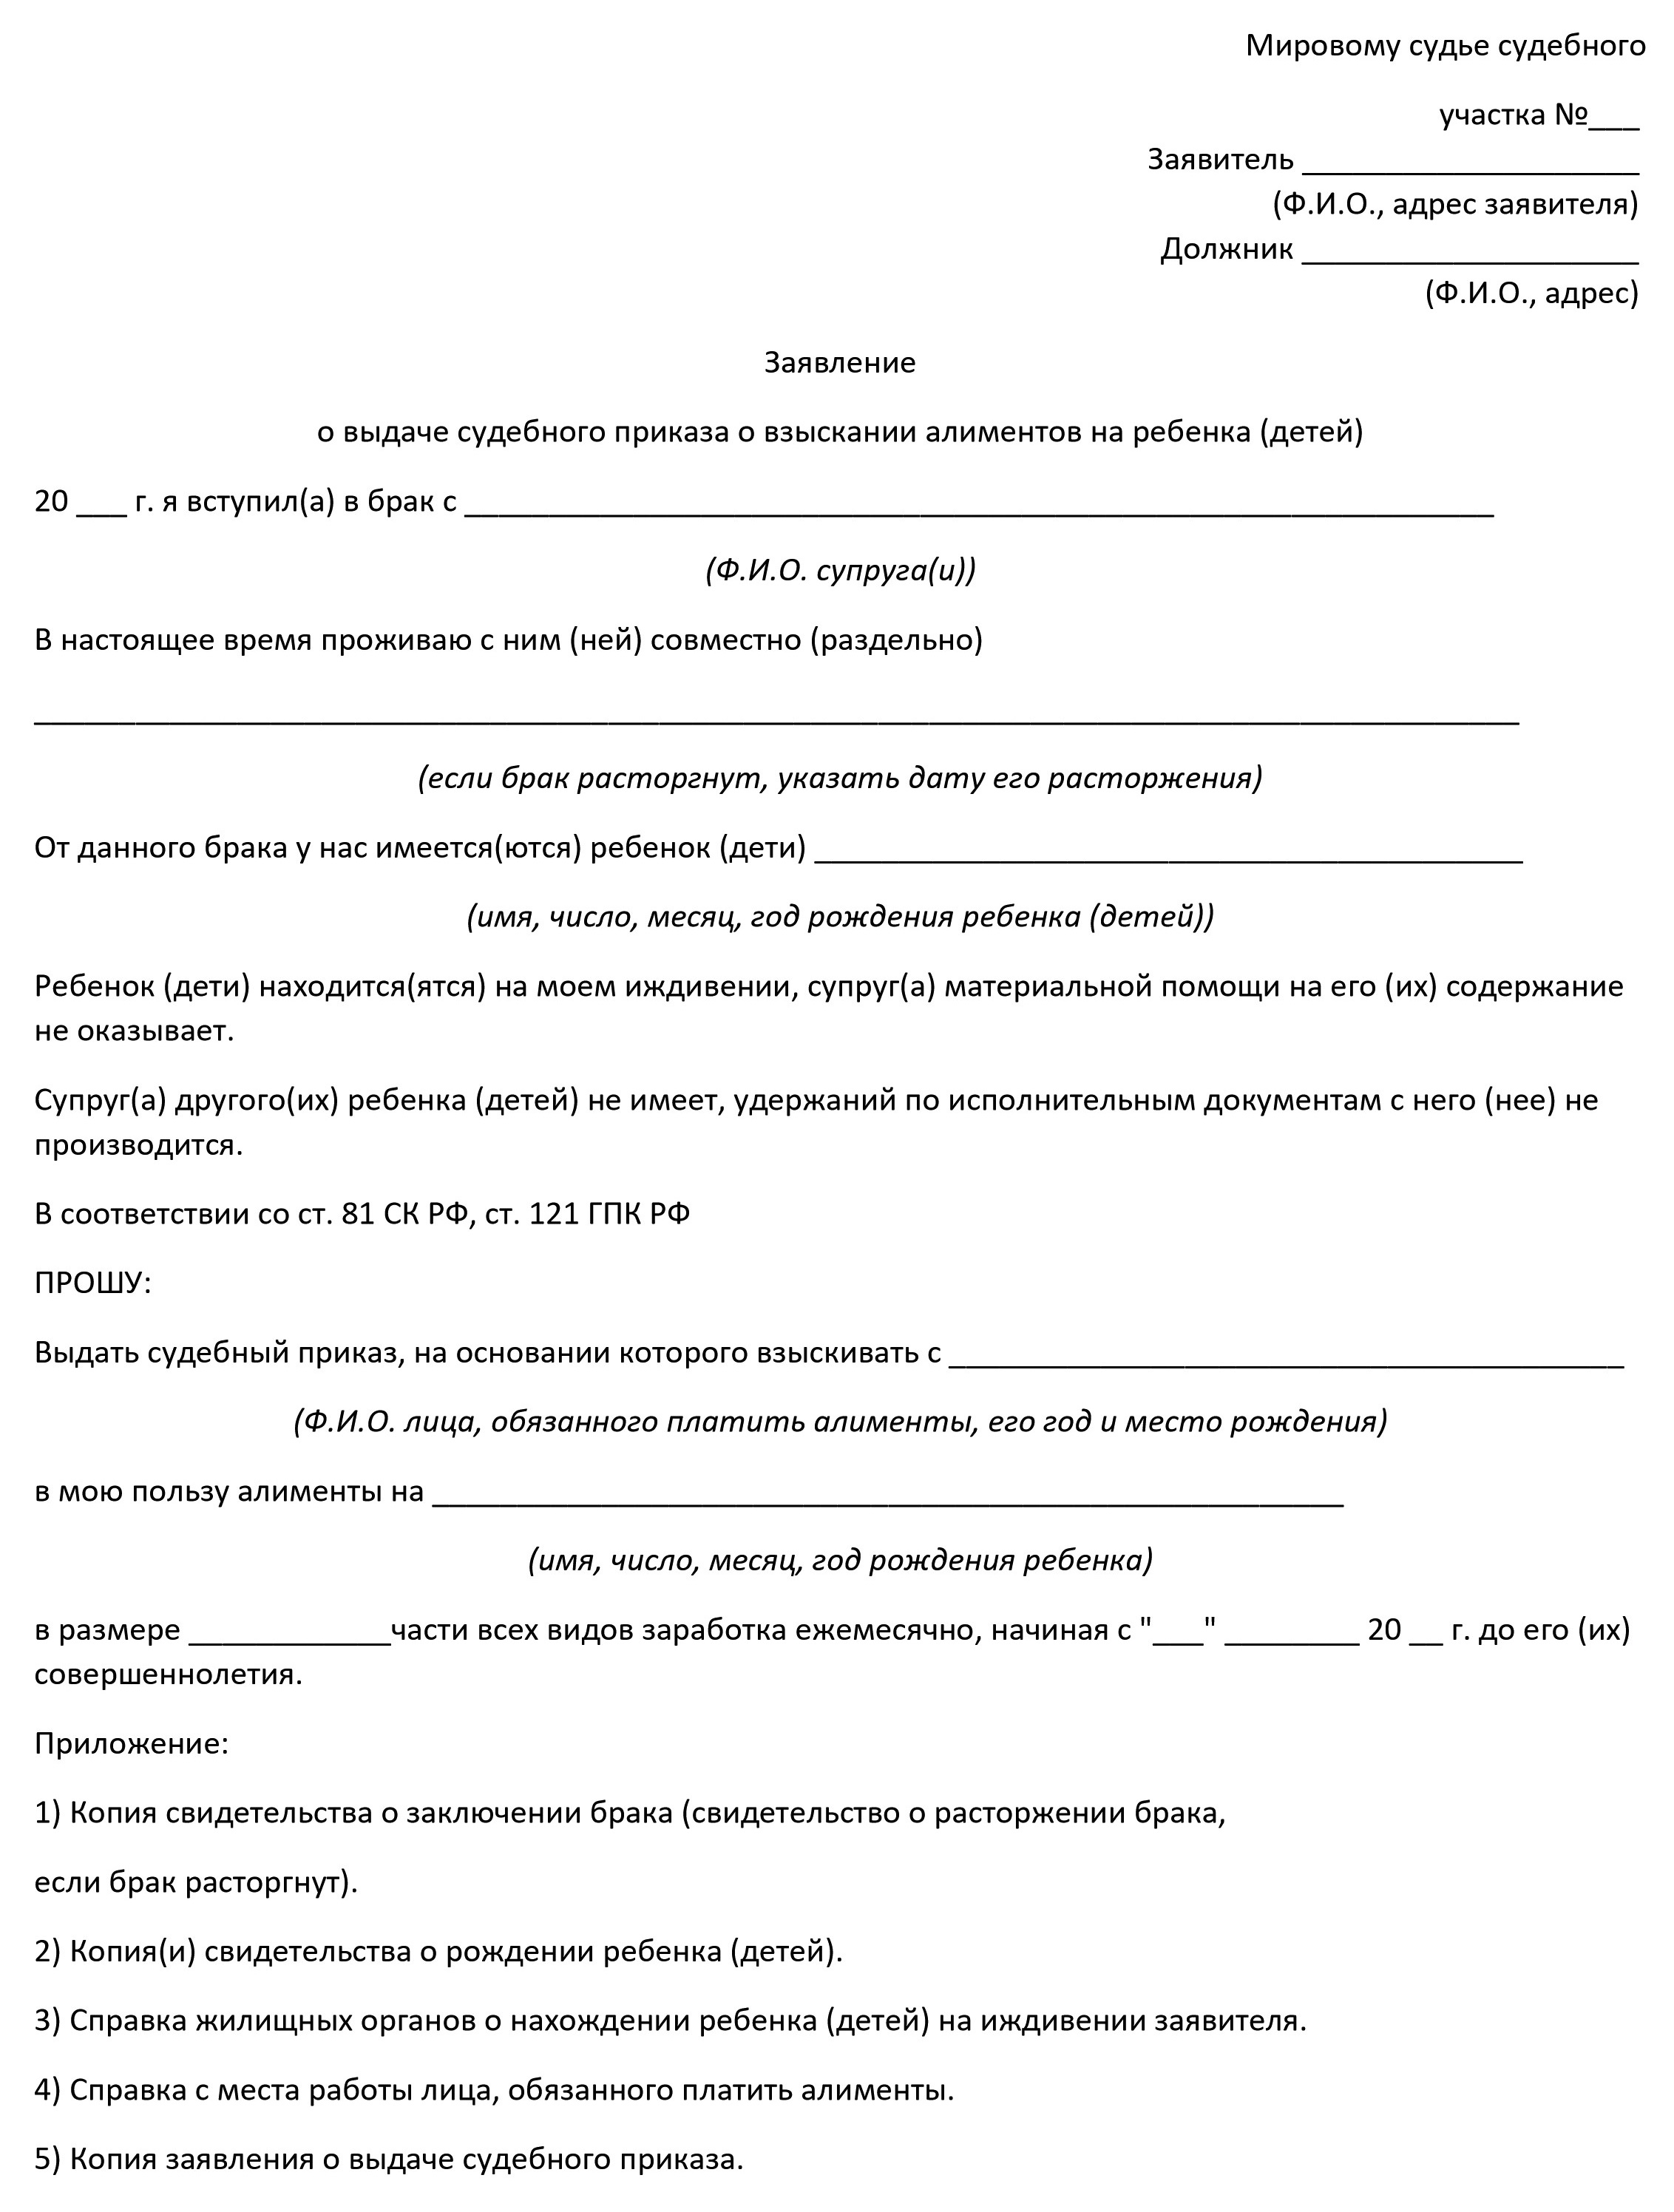 Мировому судье судебного
участка №___
Заявитель ____________________
(Ф.И.О., адрес заявителя)
Должник ____________________
(Ф.И.О., адрес)
Заявление
о выдаче судебного приказа о взыскании алиментов на ребенка (детей)
20 ___ г. я вступил(а) в брак с _____________________________________________________________
(Ф.И.О. супруга(и))
В настоящее время проживаю с ним (ней) совместно (раздельно)
________________________________________________________________________________________
(если брак расторгнут, указать дату его расторжения)
От данного брака у нас имеется(ются) ребенок (дети) __________________________________________
(имя, число, месяц, год рождения ребенка (детей))
Ребенок (дети) находится(ятся) на моем иждивении, супруг(а) материальной помощи на его (их) содержание
не оказывает.
Супруг(а) другого(их) ребенка (детей) не имеет, удержаний по исполнительным документам с него (нее) не
производится.
В соответствии со ст. 81 СК РФ, ст. 121 ГПК РФ
ПРОШУ:
Выдать судебный приказ, на основании которого взыскивать с ________________________________________
(Ф.И.О. лица, обязанного платить алименты, его год и место рождения)
в мою пользу алименты на ______________________________________________________
(имя, число, месяц, год рождения ребенка)
в размере ____________части всех видов заработка ежемесячно, начиная с "___" ________ 20 __ г. до его (их)
совершеннолетия.
Приложение:
1) Копия свидетельства о заключении брака (свидетельство о расторжении брака,
если брак расторгнут).
2) Копия(и) свидетельства о рождении ребенка (детей).
3) Справка жилищных органов о нахождении ребенка (детей) на иждивении заявителя.
4) Справка с места работы лица, обязанного платить алименты.
5) Копия заявления о выдаче судебного приказа.